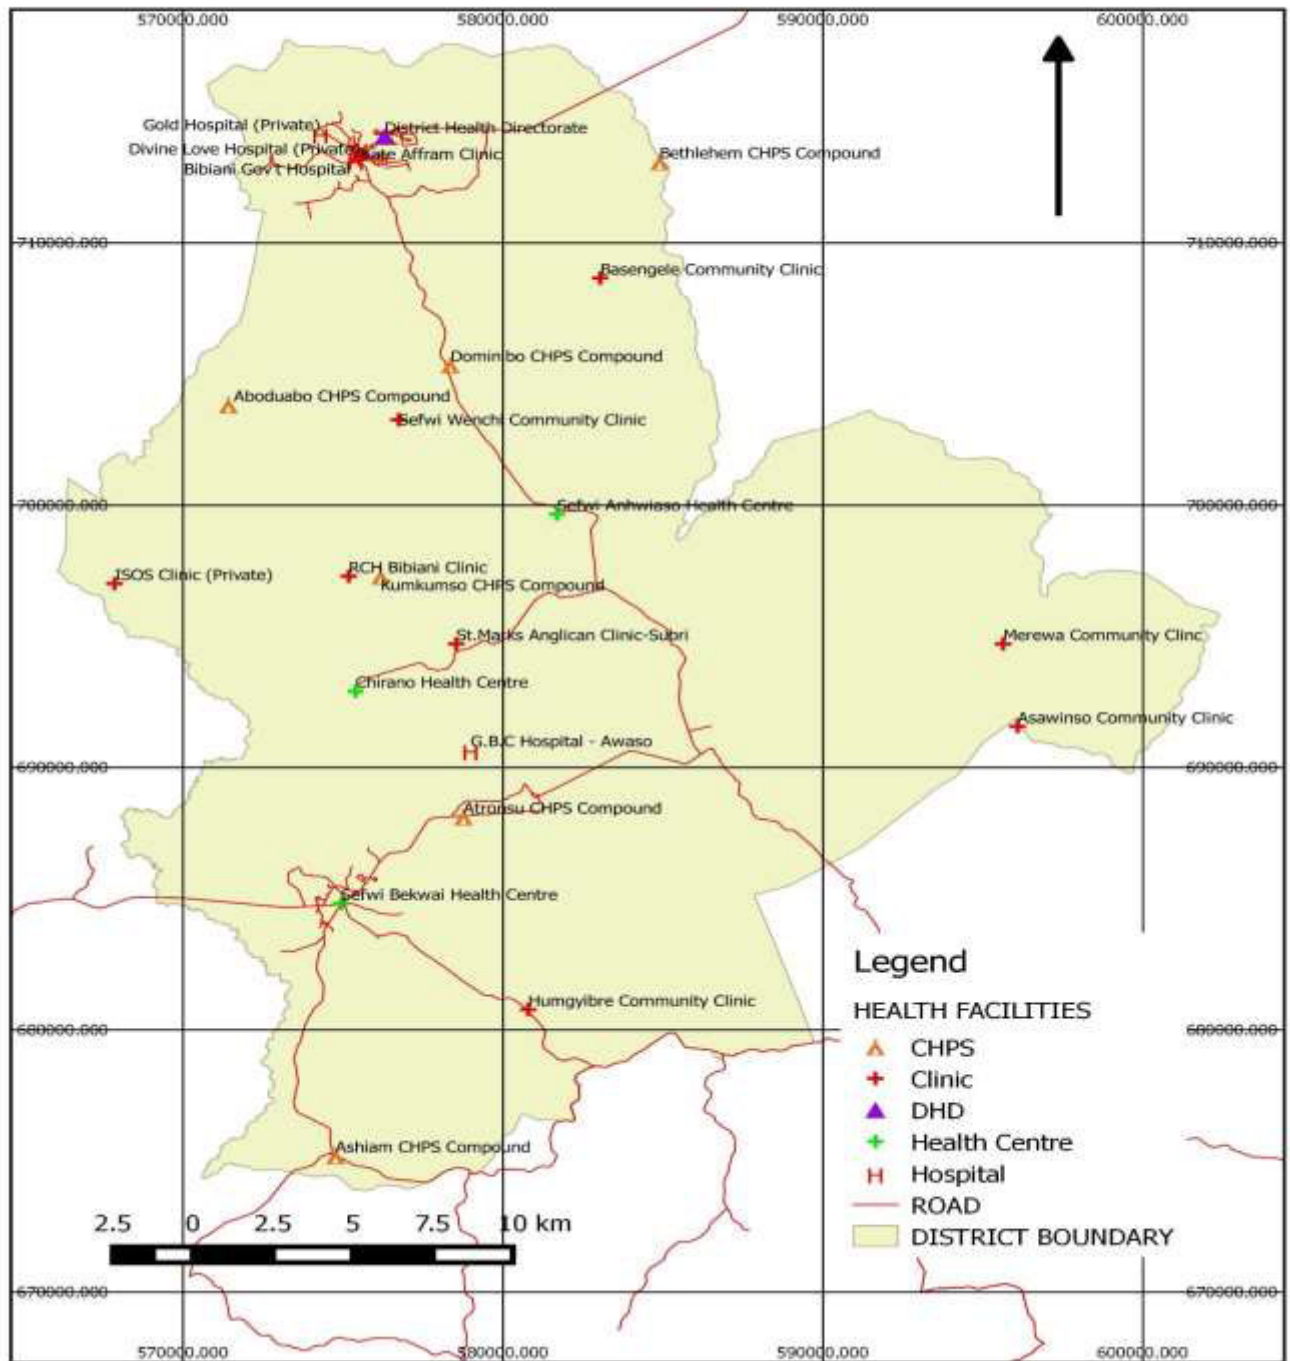 570000.000 580000.000 590000.000 600000.000
Gold Hospital (Private)
District Health Directorate
Divine Love Hospital (Private)
Kate Affram Clinic
Bethlehem CHPS Compound
Bibiani Gov't Hospital
710000.000 710000.000
Basengele Community Clinic
Dominibo CHPS Compound
Aboduabo CHPS Compound
Sefwi Wenchi Community Clinic
700000.000 700000.000
Sefwi Anhwiaso Health Centre
JSOS Clinic (Private)
RCH Bibiani Clinic
Kumkumso CHPS Compound
St.Marks Anglican Clinic-Subri
Merewa Community Clinc
Chirano Health Centre
Asawinso Community Clinic
G.B.C Hospital - Awaso
690000.000 690000.000
Atronsu CHPS Compound
Sefwi Bekwai Health Centre
Humgyibre Community Clinic
680000.000 680000.000
Ashiam CHPS Compound
Legend
HEALTH FACILITIES
CHPS
Clinic
DHD
Health Centre
H Hospital
ROAD
DISTRICT BOUNDARY
2.5 0 2.5 5 7.5 10 km
670000.000 670000.000
570000.000 580000.000 590000.000 600000.000